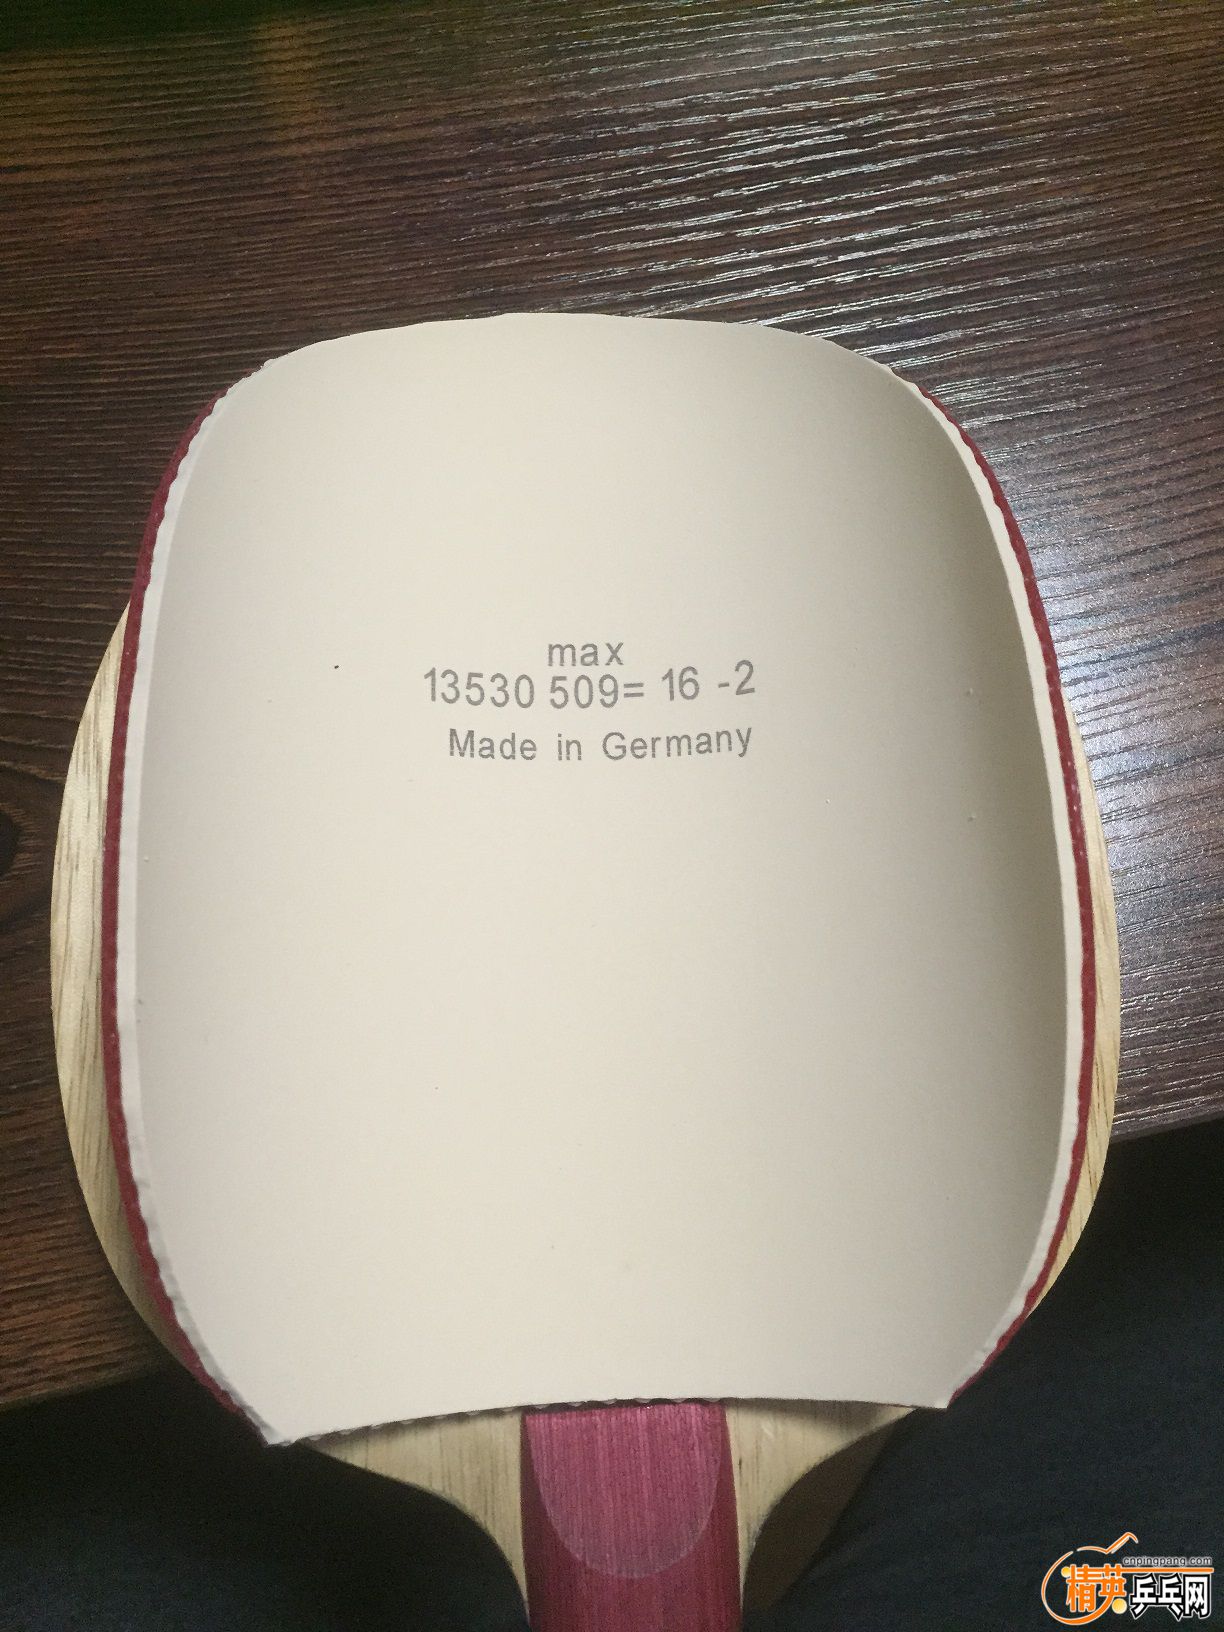 max
13530 509= 16 -2
Made in Germany
cnpingpang.com
精英乒乓网